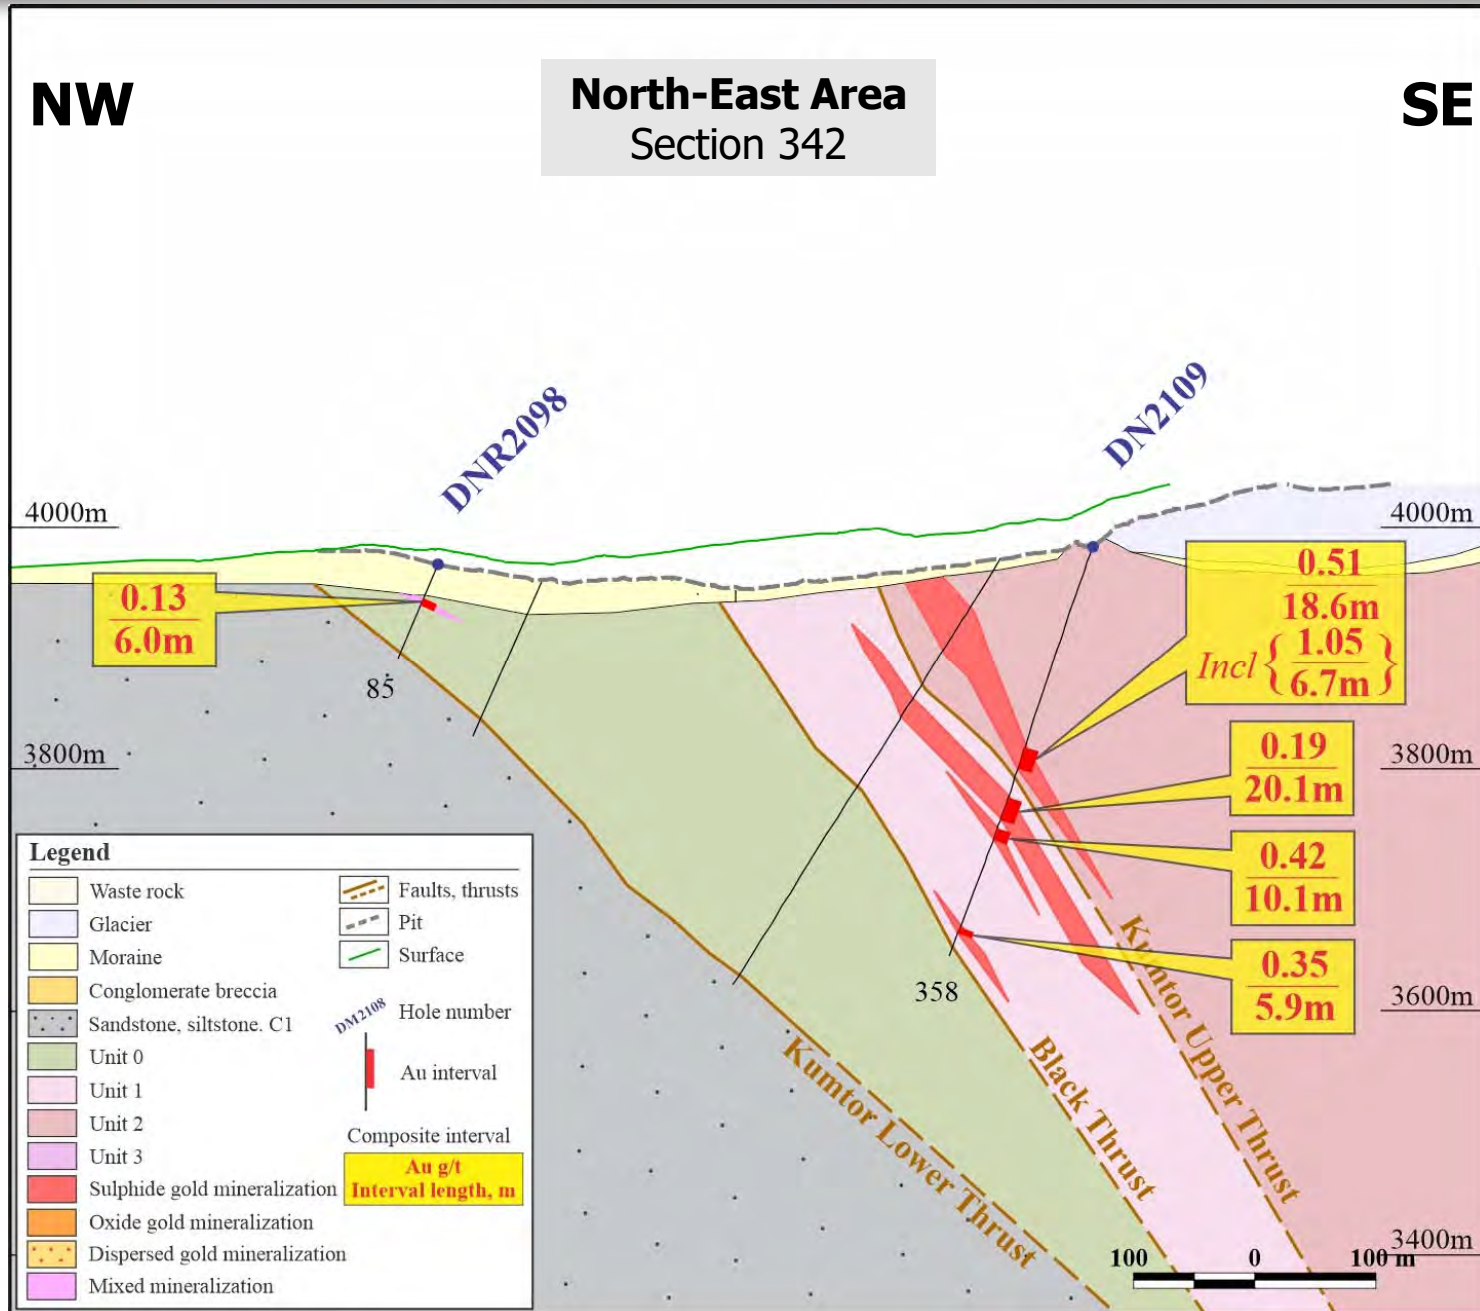 NW
North-East Area
Section 342
SE
DNR2098
DN2109
4000m
4000m
0.13
6.0m
85
0.51
18.6m
Incl { 1.05
6.7m }
3800m
3800m
0.19
20.1m
0.42
10.1m
0.35
5.9m
358
3600m
3400m
Kumtor Lower Thrust
Black Thrust
Kumtor Upper Thrust
100 0 100 m
Legend
Waste rock
Glacier
Moraine
Conglomerate breccia
Sandstone, siltstone. C1
Unit 0
Unit 1
Unit 2
Unit 3
Sulphide gold mineralization
Oxide gold mineralization
Dispersed gold mineralization
Mixed mineralization
Faults, thrusts
Pit
Surface
DM2108
Hole number
Au interval
Composite interval
Au g/t
Interval length, m